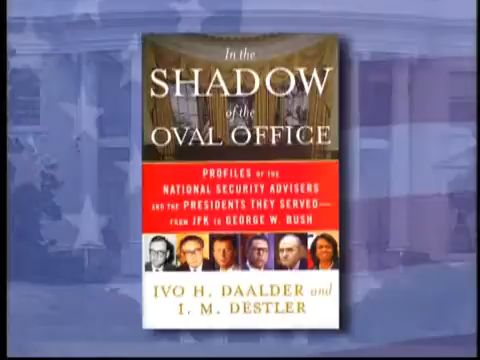 In the
SHADOW
of the
OVAL OFFICE
PROFILES OF THE
NATIONAL SECURITY ADVISERS
AND THE PRESIDENTS THEY SERVED—
FROM JFK TO GEORGE W. BUSH
IVO H. DAALDER and
I. M. DESTLER